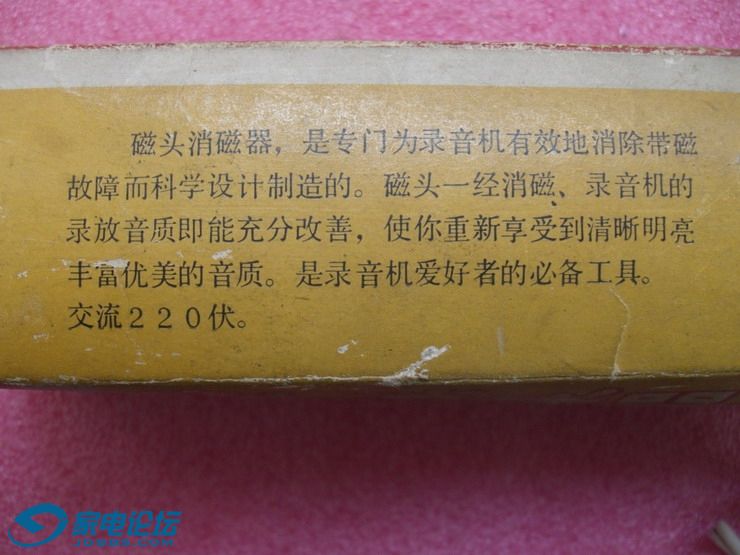 磁头消磁器，是专门为录音机有效地消除带磁
故障而科学设计制造的。磁头一经消磁、录音机的
录放音质即能充分改善，使你重新享受到清晰明亮
丰富优美的音质。是录音机爱好者的必备工具。
交流２２０伏。
家电论坛